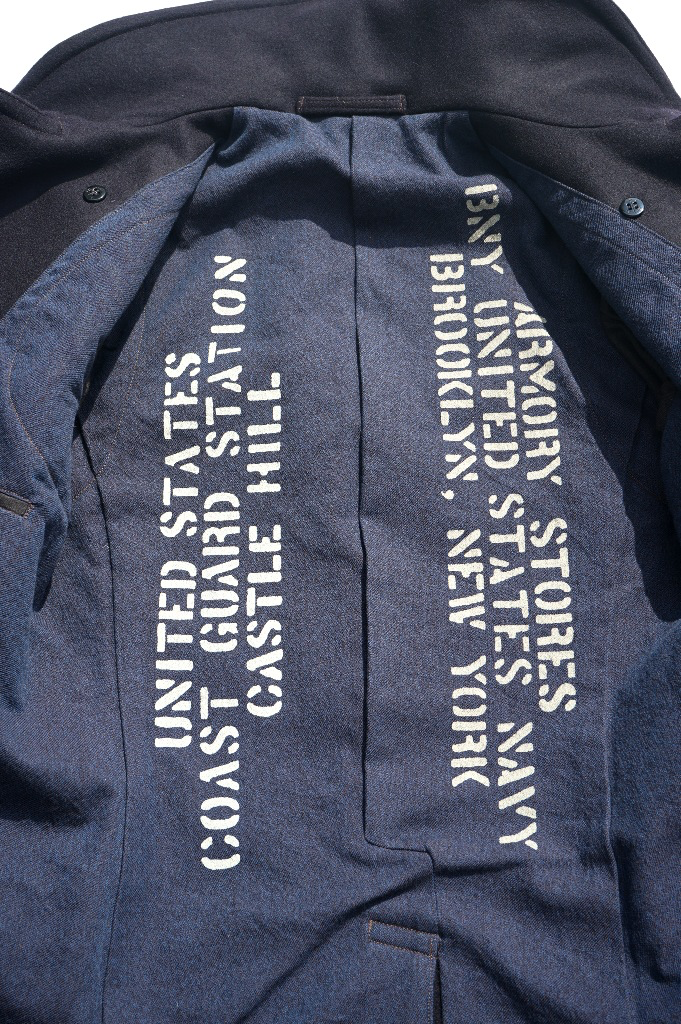 UNITED STATES
COAST GUARD STATION
CASTLE HILL
ARMORY STORES
BNY UNITED STATES NAVY
BROOKLYN, NEW YORK